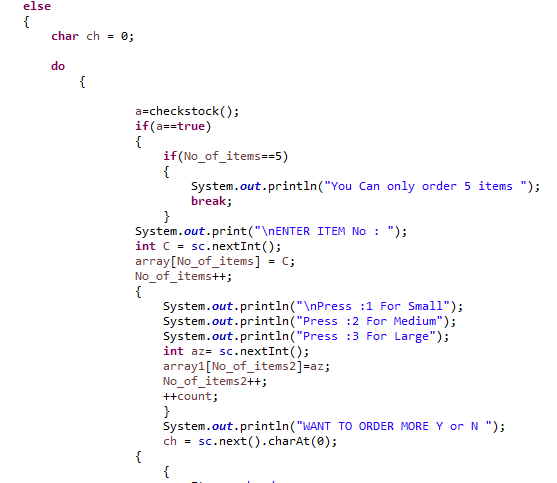 else
{
char ch = 0;
do
{
a=checkstock();
if(a==true)
{
if(No_of_items==5)
{
System.out.println("You Can only order 5 items ");
break;
}
System.out.print("\nENTER ITEM No : ");
int C = sc.nextInt();
array[No_of_items] = C;
No_of_items++;
{
System.out.println("\nPress :1 For Small");
System.out.println("Press :2 For Medium");
System.out.println("Press :3 For Large");
int az= sc.nextInt();
array1[No_of_items2]=az;
No_of_items2++;
++count;
}
System.out.println("WANT TO ORDER MORE Y or N ");
ch = sc.next().charAt(0);
{
{